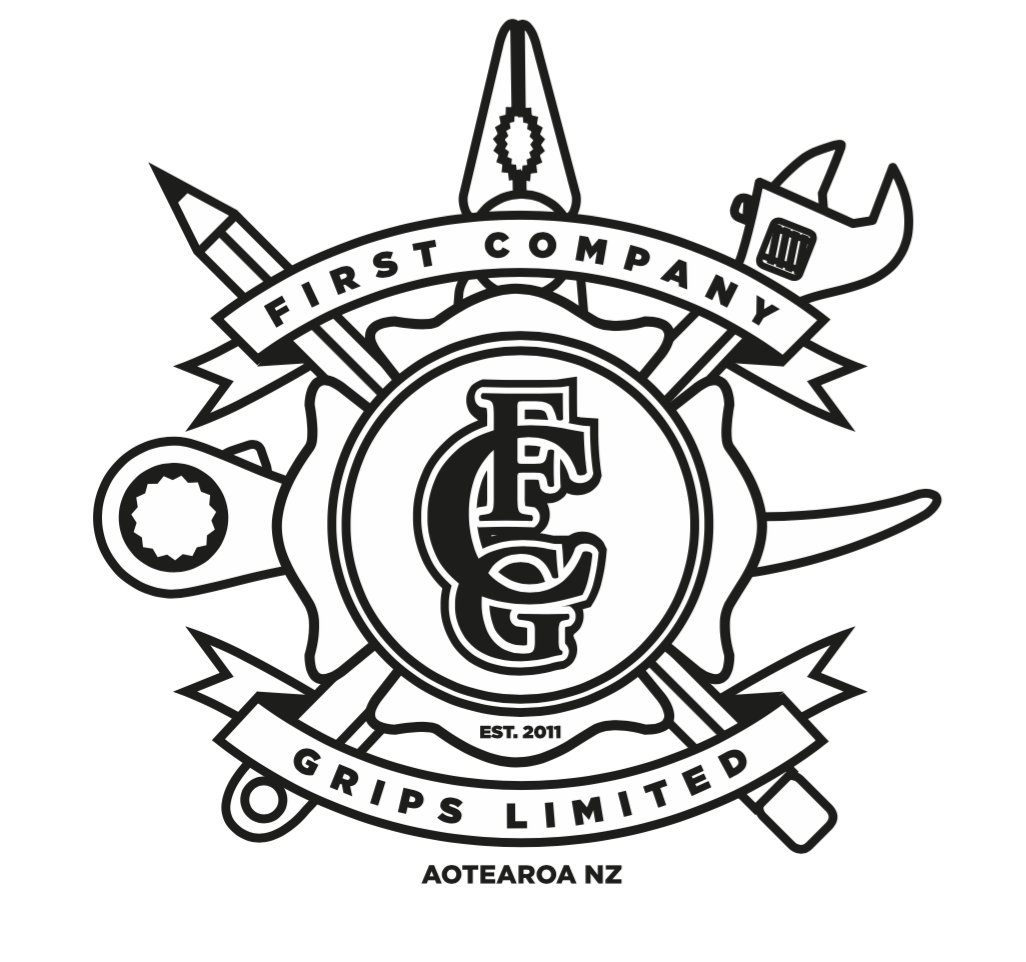 FIRST COMPANY
FCG
EST. 2011
GRIPS LIMITED
AOTEAROA NZ